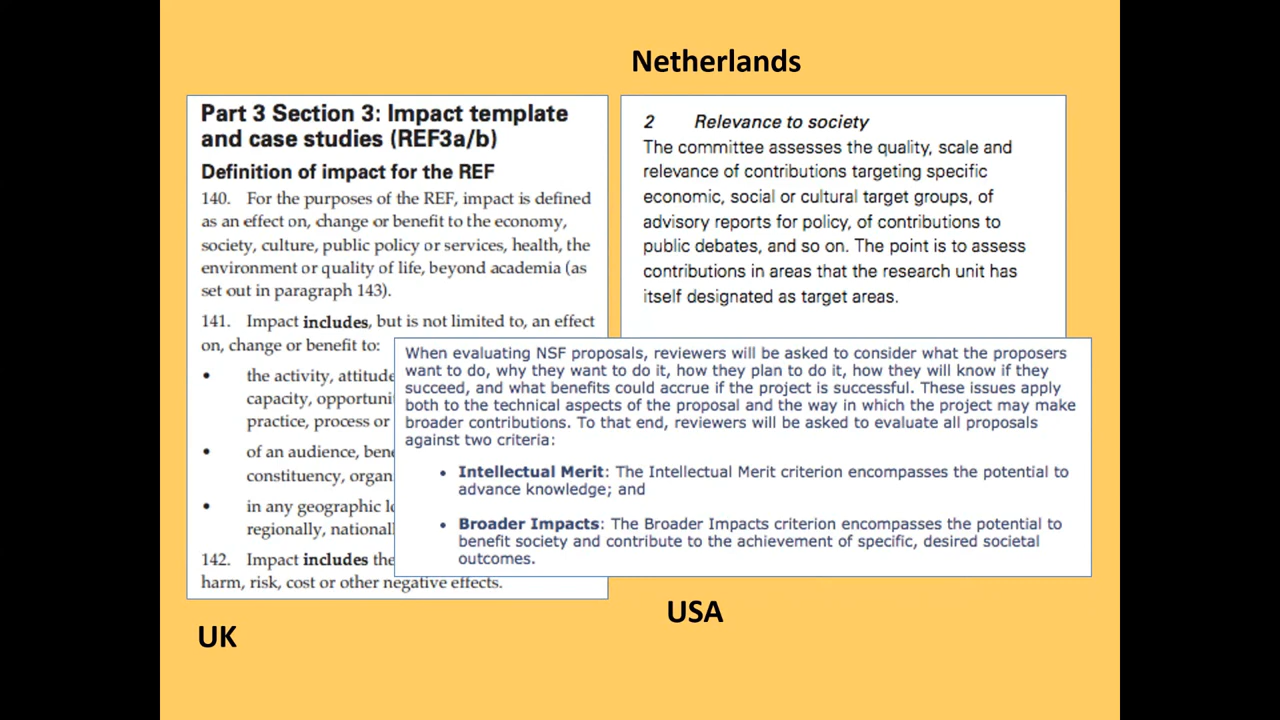 Netherlands
Part 3 Section 3: Impact template
and case studies (REF3a/b)
Definition of impact for the REF
140. For the purposes of the REF, impact is defined
as an effect on, change or benefit to the economy,
society, culture, public policy or services, health, the
environment or quality of life, beyond academia (as
set out in paragraph 143).
141. Impact includes, but is not limited to, an effect
on, change or benefit to:
• the activity, attitude
capacity, opportuni
practice, process or
• of an audience, bene
constituency, organ
• in any geographic lo
regionally, national
142. Impact includes the
harm, risk, cost or other negative effects.
2 Relevance to society
The committee assesses the quality, scale and
relevance of contributions targeting specific
economic, social or cultural target groups, of
advisory reports for policy, of contributions to
public debates, and so on. The point is to assess
contributions in areas that the research unit has
itself designated as target areas.
When evaluating NSF proposals, reviewers will be asked to consider what the proposers
want to do, why they want to do it, how they plan to do it, how they will know if they
succeed, and what benefits could accrue if the project is successful. These issues apply
both to the technical aspects of the proposal and the way in which the project may make
broader contributions. To that end, reviewers will be asked to evaluate all proposals
against two criteria:
• Intellectual Merit: The Intellectual Merit criterion encompasses the potential to
advance knowledge; and
• Broader Impacts: The Broader Impacts criterion encompasses the potential to
benefit society and contribute to the achievement of specific, desired societal
outcomes.
USA
UK